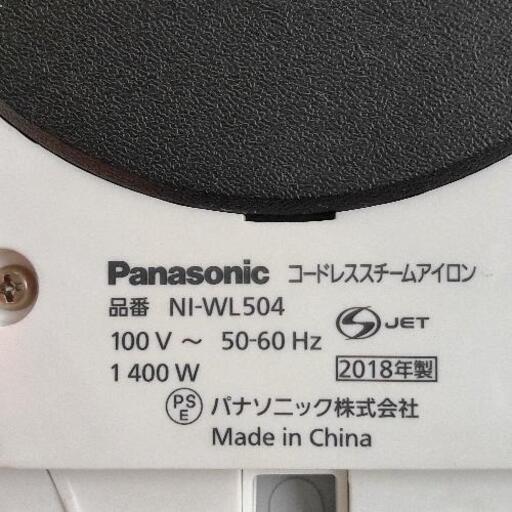 Panasonic コードレススチームアイロン
品番 NI-WL504
100 V ～ 50-60 Hz
S JET
1 400 W
2018年製
PS E パナソニック株式会社
Made in China